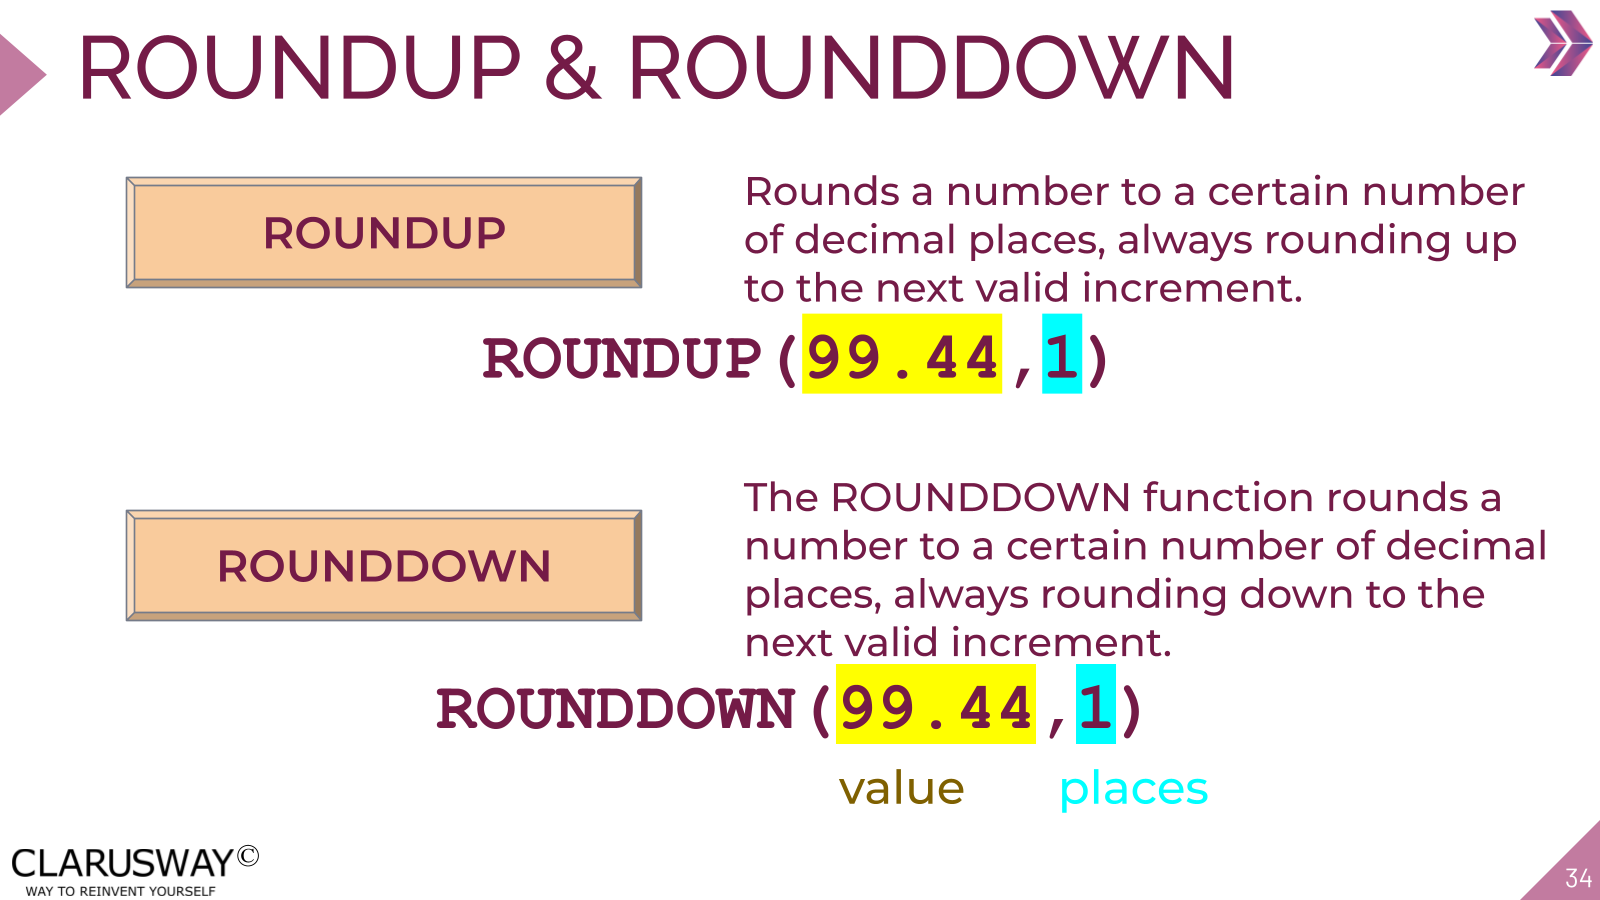 ROUNDUP & ROUNDDOWN
ROUNDUP
Rounds a number to a certain number
of decimal places, always rounding up
to the next valid increment.
ROUNDUP(99.44,1)
ROUNDDOWN
The ROUNDDOWN function rounds a
number to a certain number of decimal
places, always rounding down to the
next valid increment.
ROUNDDOWN(99.44,1)
value places
CLARUSWAY©
WAY TO REINVENT YOURSELF
34